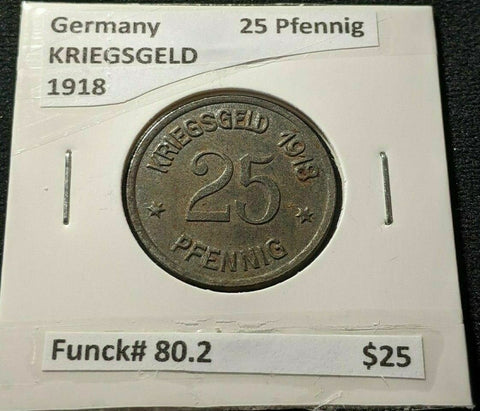 Germany 25 Pfennig
KRIEGSGELD
1918
KRIEGSGELD 1918
25
PFENNIG
Funck# 80.2 $25